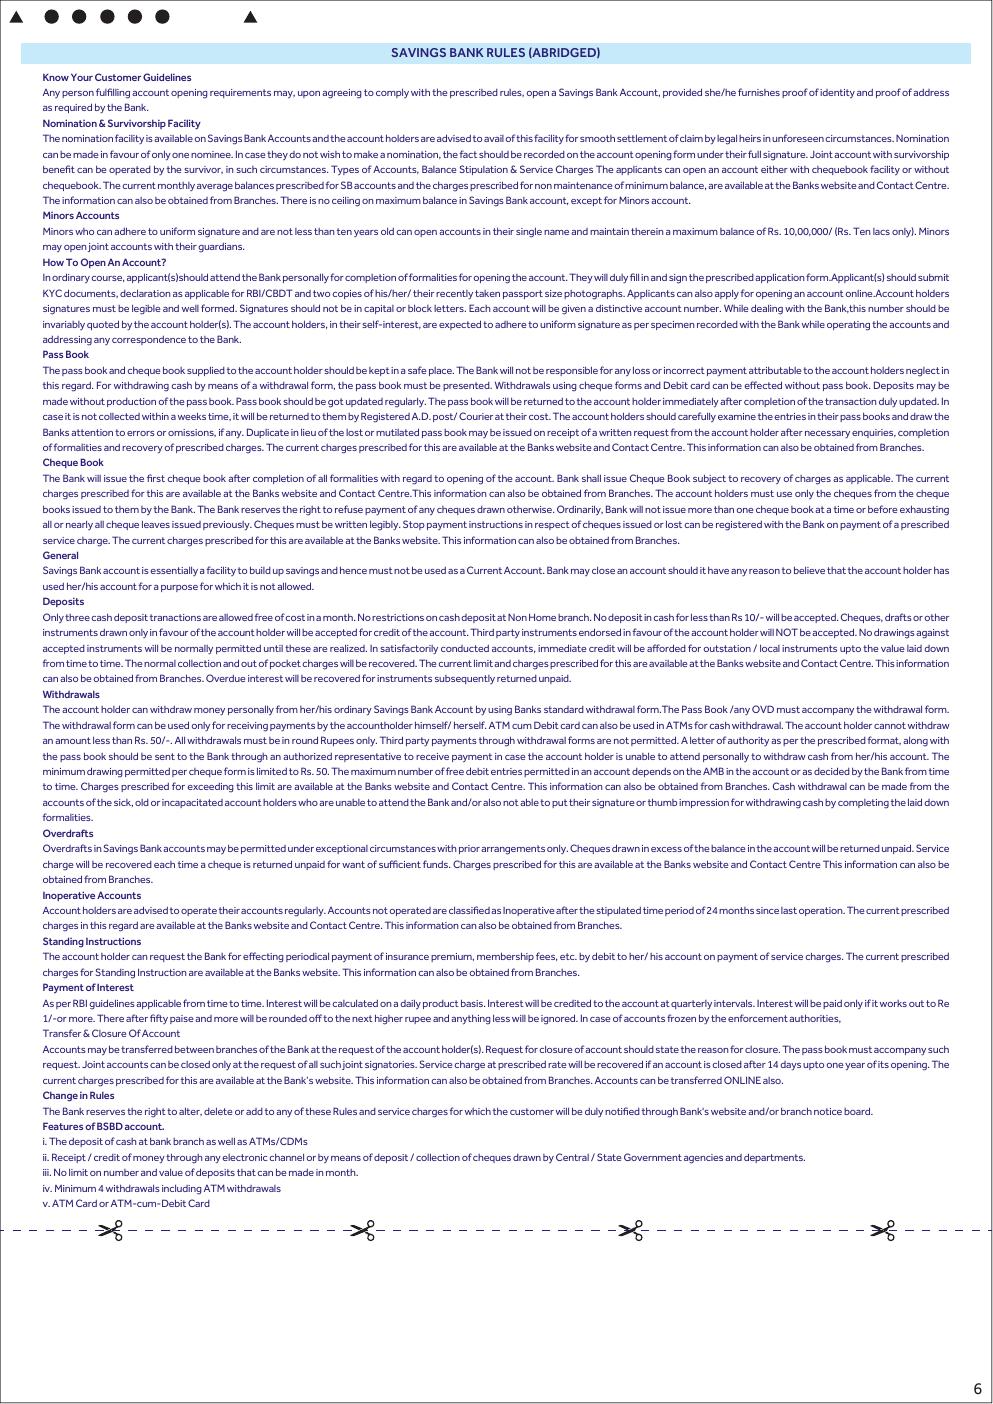 SAVINGS BANK RULES (ABRIDGED)
Know Your Customer Guidelines
Any person fulfilling account opening requirements may, upon agreeing to comply with the prescribed rules, open a Savings Bank Account, provided she/he furnishes proof of identity and proof of address
as required by the Bank.
Nomination & Survivorship Facility
The nomination facility is available on Savings Bank Accounts and the account holders are advised to avail of this facility for smooth settlement of claim by legal heirs in unforeseen circumstances. Nomination
can be made in favour of only one nominee. In case they do not wish to make a nomination, the fact should be recorded on the account opening form under their full signature. Joint account with survivorship
benefit can be operated by the survivor, in such circumstances. Types of Accounts, Balance Stipulation & Service Charges The applicants can open an account either with chequebook facility or without
chequebook. The current monthly average balances prescribed for SB accounts and the charges prescribed for non maintenance of minimum balance, are available at the Banks website and Contact Centre.
The information can also be obtained from Branches. There is no ceiling on maximum balance in Savings Bank account, except for Minors account.
Minors Accounts
Minors who can adhere to uniform signature and are not less than ten years old can open accounts in their single name and maintain therein a maximum balance of Rs. 10,00,000/ (Rs. Ten lacs only). Minors
may open joint accounts with their guardians.
How To Open An Account?
In ordinary course, applicant(s)should attend the Bank personally for completion of formalities for opening the account. They will duly fill in and sign the prescribed application form.Applicant(s) should submit
KYC documents, declaration as applicable for RBI/CBDT and two copies of his/her/ their recently taken passport size photographs. Applicants can also apply for opening an account online.Account holders
signatures must be legible and well formed. Signatures should not be in capital or block letters. Each account will be given a distinctive account number. While dealing with the Bank,this number should be
invariably quoted by the account holder(s). The account holders, in their self-interest, are expected to adhere to uniform signature as per specimen recorded with the Bank while operating the accounts and
addressing any correspondence to the Bank.
Pass Book
The pass book and cheque book supplied to the account holder should be kept in a safe place. The Bank will not be responsible for any loss or incorrect payment attributable to the account holders neglect in
this regard. For withdrawing cash by means of a withdrawal form, the pass book must be presented. Withdrawals using cheque forms and Debit card can be effected without pass book. Deposits may be
made without production of the pass book. Pass book should be got updated regularly. The pass book will be returned to the account holder immediately after completion of the transaction duly updated. In
case it is not collected within a weeks time, it will be returned to them by Registered A.D. post/ Courier at their cost. The account holders should carefully examine the entries in their pass books and draw the
Banks attention to errors or omissions, if any. Duplicate in lieu of the lost or mutilated pass book may be issued on receipt of a written request from the account holder after necessary enquiries, completion
of formalities and recovery of prescribed charges. The current charges prescribed for this are available at the Banks website and Contact Centre. This information can also be obtained from Branches.
Cheque Book
The Bank will issue the first cheque book after completion of all formalities with regard to opening of the account. Bank shall issue Cheque Book subject to recovery of charges as applicable. The current
charges prescribed for this are available at the Banks website and Contact Centre.This information can also be obtained from Branches. The account holders must use only the cheques from the cheque
books issued to them by the Bank. The Bank reserves the right to refuse payment of any cheques drawn otherwise. Ordinarily, Bank will not issue more than one cheque book at a time or before exhausting
all or nearly all cheque leaves issued previously. Cheques must be written legibly. Stop payment instructions in respect of cheques issued or lost can be registered with the Bank on payment of a prescribed
service charge. The current charges prescribed for this are available at the Banks website. This information can also be obtained from Branches.
General
Savings Bank account is essentially a facility to build up savings and hence must not be used as a Current Account. Bank may close an account should it have any reason to believe that the account holder has
used her/his account for a purpose for which it is not allowed.
Deposits
Only three cash deposit tranactions are allowed free of cost in a month. No restrictions on cash deposit at Non Home branch. No deposit in cash for less than Rs 10/- will be accepted. Cheques, drafts or other
instruments drawn only in favour of the account holder will be accepted for credit of the account. Third party instruments endorsed in favour of the account holder will NOT be accepted. No drawings against
accepted instruments will be normally permitted until these are realized. In satisfactorily conducted accounts, immediate credit will be afforded for outstation / local instruments upto the value laid down
from time to time. The normal collection and out of pocket charges will be recovered. The current limit and charges prescribed for this are available at the Banks website and Contact Centre. This information
can also be obtained from Branches. Overdue interest will be recovered for instruments subsequently returned unpaid.
Withdrawals
The account holder can withdraw money personally from her/his ordinary Savings Bank Account by using Banks standard withdrawal form.The Pass Book /any OVD must accompany the withdrawal form.
The withdrawal form can be used only for receiving payments by the accountholder himself/ herself. ATM cum Debit card can also be used in ATMs for cash withdrawal. The account holder cannot withdraw
an amount less than Rs. 50/-. All withdrawals must be in round Rupees only. Third party payments through withdrawal forms are not permitted. A letter of authority as per the prescribed format, along with
the pass book should be sent to the Bank through an authorized representative to receive payment in case the account holder is unable to attend personally to withdraw cash from her/his account. The
minimum drawing permitted per cheque form is limited to Rs. 50. The maximum number of free debit entries permitted in an account depends on the AMB in the account or as decided by the Bank from time
to time. Charges prescribed for exceeding this limit are available at the Banks website and Contact Centre. This information can also be obtained from Branches. Cash withdrawal can be made from the
accounts of the sick, old or incapacitated account holders who are unable to attend the Bank and/or also not able to put their signature or thumb impression for withdrawing cash by completing the laid down
formalities.
Overdrafts
Overdrafts in Savings Bank accounts may be permitted under exceptional circumstances with prior arrangements only. Cheques drawn in excess of the balance in the account will be returned unpaid. Service
charge will be recovered each time a cheque is returned unpaid for want of sufficient funds. Charges prescribed for this are available at the Banks website and Contact Centre This information can also be
obtained from Branches.
Inoperative Accounts
Account holders are advised to operate their accounts regularly. Accounts not operated are classified as Inoperative after the stipulated time period of 24 months since last operation. The current prescribed
charges in this regard are available at the Banks website and Contact Centre. This information can also be obtained from Branches.
Standing Instructions
The account holder can request the Bank for effecting periodical payment of insurance premium, membership fees, etc. by debit to her/ his account on payment of service charges. The current prescribed
charges for Standing Instruction are available at the Banks website. This information can also be obtained from Branches.
Payment of Interest
As per RBI guidelines applicable from time to time. Interest will be calculated on a daily product basis. Interest will be credited to the account at quarterly intervals. Interest will be paid only if it works out to Re
1/-or more. There after fifty paise and more will be rounded off to the next higher rupee and anything less will be ignored. In case of accounts frozen by the enforcement authorities,
Transfer & Closure Of Account
Accounts may be transferred between branches of the Bank at the request of the account holder(s). Request for closure of account should state the reason for closure. The pass book must accompany such
request. Joint accounts can be closed only at the request of all such joint signatories. Service charge at prescribed rate will be recovered if an account is closed after 14 days upto one year of its opening. The
current charges prescribed for this are available at the Bank's website. This information can also be obtained from Branches. Accounts can be transferred ONLINE also.
Change in Rules
The Bank reserves the right to alter, delete or add to any of these Rules and service charges for which the customer will be duly notified through Bank's website and/or branch notice board.
Features of BSBD account.
i. The deposit of cash at bank branch as well as ATMs/CDMs
ii. Receipt / credit of money through any electronic channel or by means of deposit / collection of cheques drawn by Central / State Government agencies and departments.
iii. No limit on number and value of deposits that can be made in month.
iv. Minimum 4 withdrawals including ATM withdrawals
v. ATM Card or ATM-cum-Debit Card
6